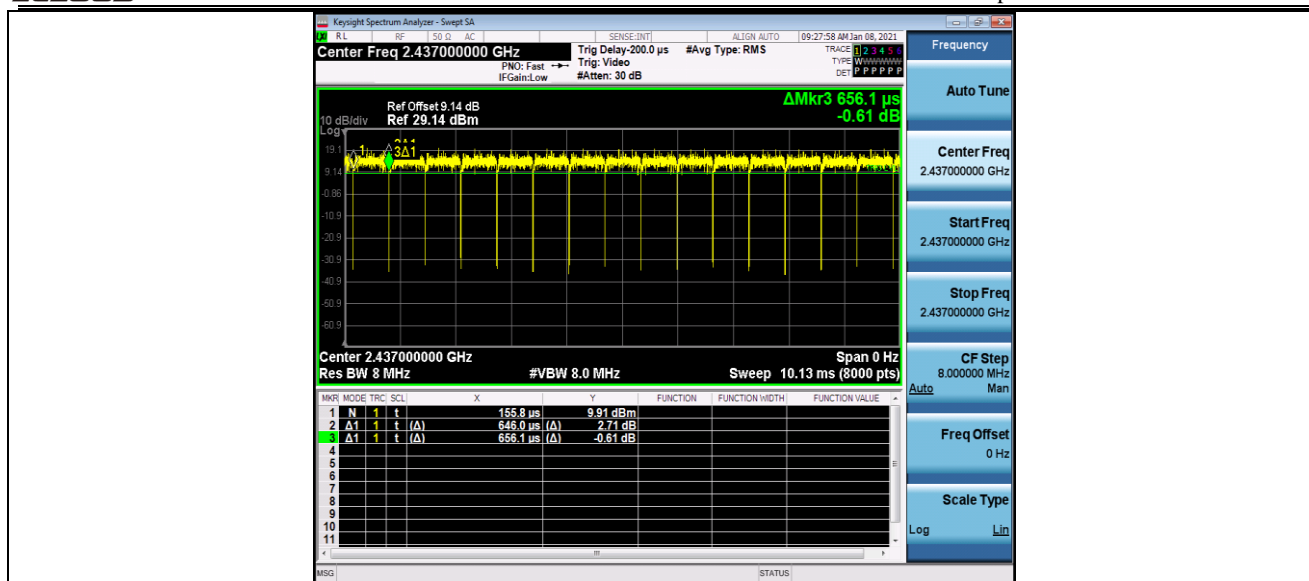 Keysight Spectrum Analyzer - Swept SA
RL RF 50 Ω AC SENSE:INT ALIGN AUTO 09:27:58 AM Jan 08, 2021
Center Freq 2.437000000 GHz Trig Delay-200.0 µs #Avg Type: RMS TRACE 1 2 3 4 5 6
PNO: Fast Trig: Video TYPE WWWWWW
IFGain:Low #Atten: 30 dB DET P P P P P P
Frequency
ΔMkr3 656.1 µs
Ref Offset 9.14 dB
10 dB/div Ref 29.14 dBm -0.61 dB
Log
19.1
9.14
-0.86
-10.9
-20.9
-30.9
-40.9
-50.9
-60.9
1
2Δ1
3Δ1
Center 2.437000000 GHz Span 0 Hz
Res BW 8 MHz #VBW 8.0 MHz Sweep 10.13 ms (8000 pts)
MKR MODE TRC SCL X Y FUNCTION FUNCTION WIDTH FUNCTION VALUE
1 N 1 t 155.8 µs 9.91 dBm
2 Δ1 1 t (Δ) 646.0 µs (Δ) 2.71 dB
3 Δ1 1 t (Δ) 656.1 µs (Δ) -0.61 dB
4
5
6
7
8
9
10
11
MSG STATUS
Auto Tune
Center Freq
2.437000000 GHz
Start Freq
2.437000000 GHz
Stop Freq
2.437000000 GHz
CF Step
8.000000 MHz
Auto Man
Freq Offset
0 Hz
Scale Type
Log Lin